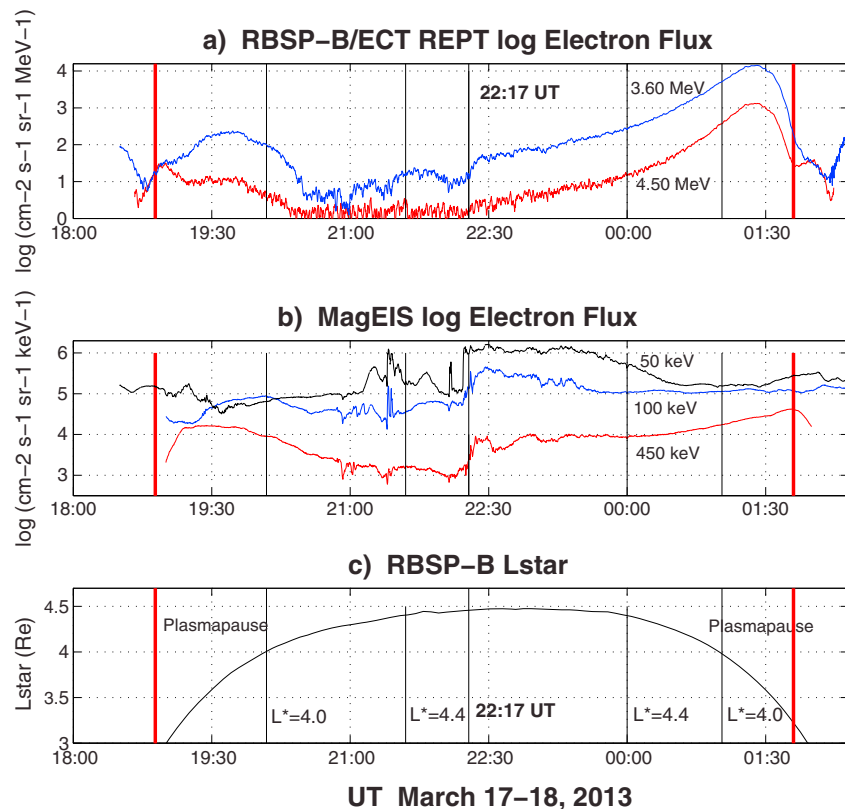 a) RBSP−B/ECT REPT log Electron Flux
log (cm−2 s−1 sr−1 MeV−1)
4
3
2
1
0
22:17 UT
3.60 MeV
4.50 MeV
18:00 19:30 21:00 22:30 00:00 01:30
b) MagEIS log Electron Flux
log (cm−2 s−1 sr−1 keV−1)
6
5
4
3
50 keV
100 keV
450 keV
18:00 19:30 21:00 22:30 00:00 01:30
c) RBSP−B Lstar
Lstar (Re)
4.5
4
3.5
3
Plasmapause Plasmapause
L*=4.0 L*=4.4 22:17 UT L*=4.4 L*=4.0
18:00 19:30 21:00 22:30 00:00 01:30
UT March 17−18, 2013